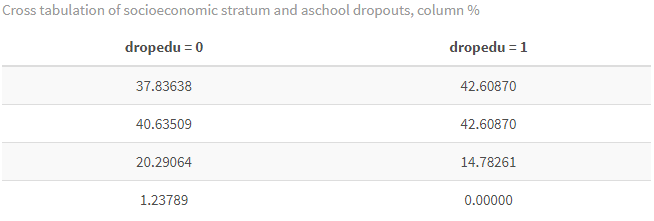 Cross tabulation of socioeconomic stratum and aschool dropouts, column %
dropedu = 0 dropedu = 1
37.83638 42.60870
40.63509 42.60870
20.29064 14.78261
1.23789 0.00000